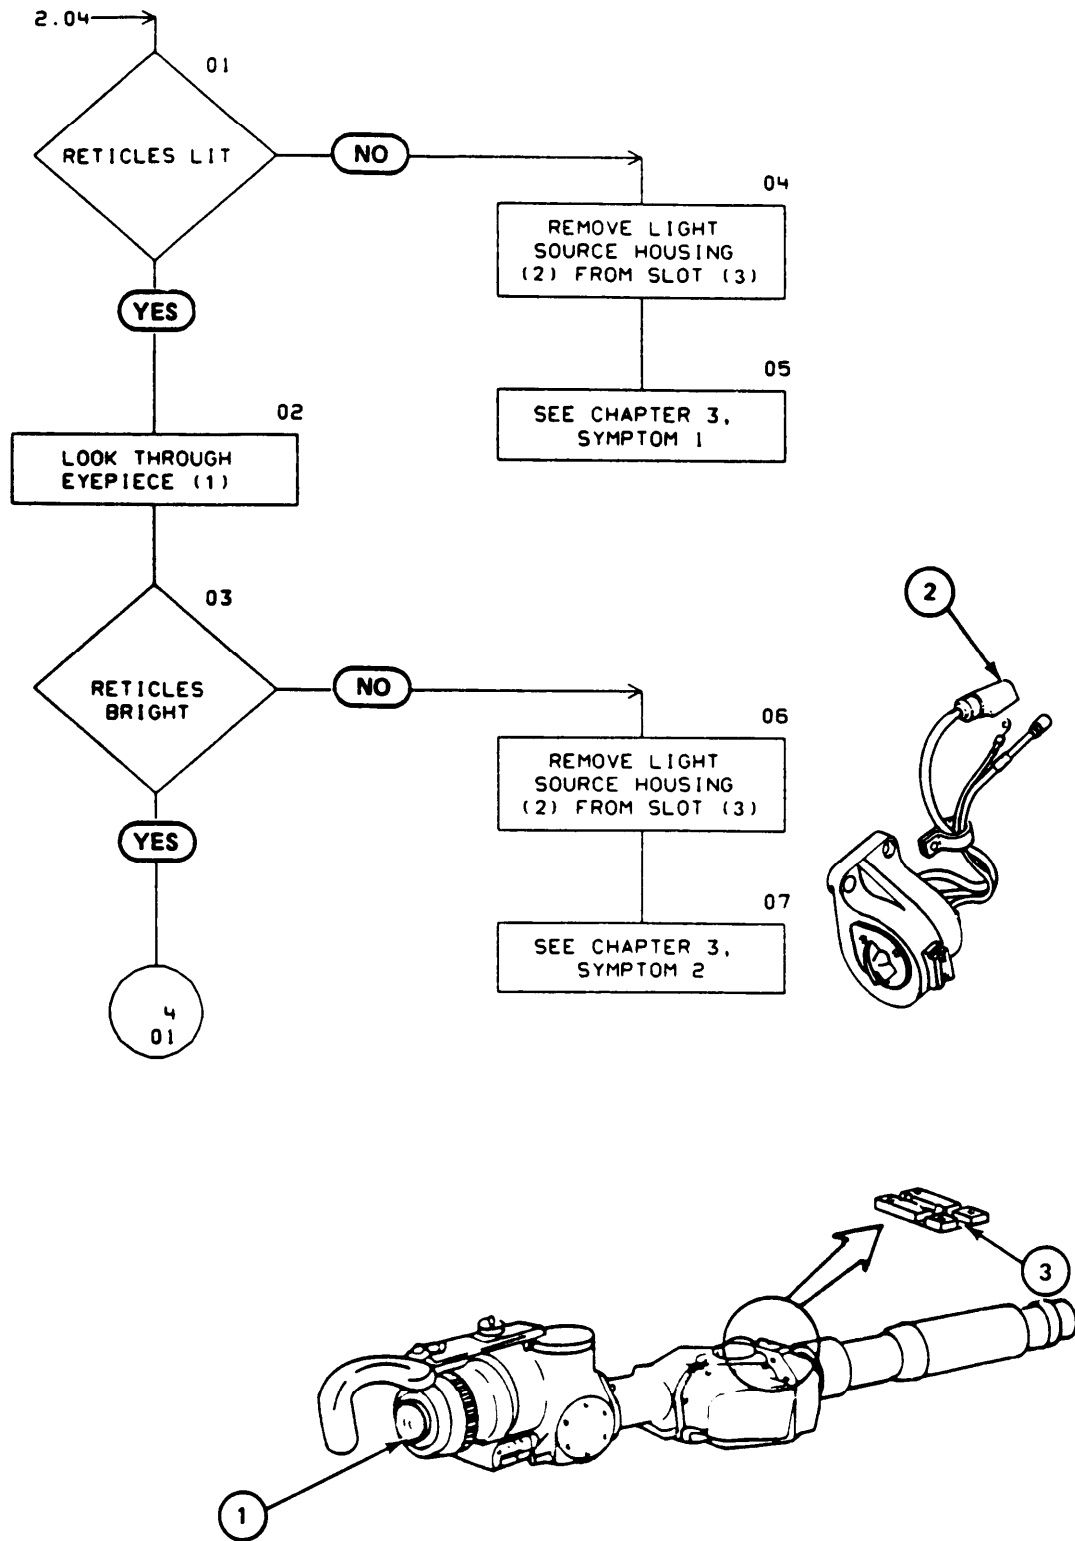 2.04
01
RETICLES LIT
NO
04
REMOVE LIGHT
SOURCE HOUSING
(2) FROM SLOT (3)
YES
05
SEE CHAPTER 3,
SYMPTOM 1
02
LOOK THROUGH
EYEPIECE (1)
03
RETICLES
BRIGHT
NO
06
REMOVE LIGHT
SOURCE HOUSING
(2) FROM SLOT (3)
YES
07
SEE CHAPTER 3,
SYMPTOM 2
4
01
2
3
1